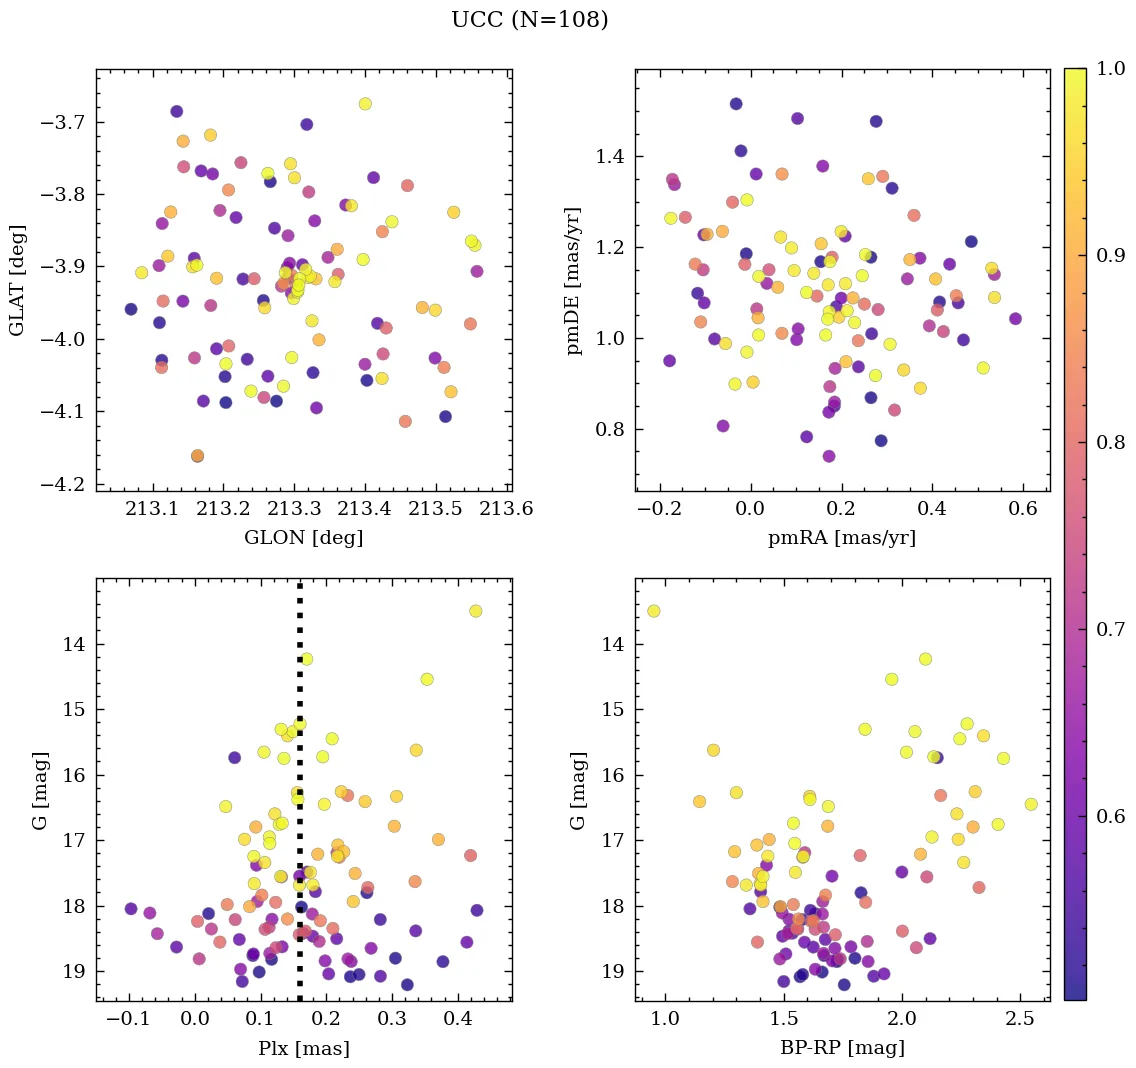 UCC (N=108)
−3.7
−3.8
−3.9
−4.0
−4.1
−4.2
GLAT [deg]
213.1 213.2 213.3 213.4 213.5 213.6
GLON [deg]
1.4
1.2
1.0
0.8
pmDE [mas/yr]
−0.2 0.0 0.2 0.4 0.6
pmRA [mas/yr]
1.0
0.9
0.8
0.7
0.6
14
15
16
17
18
19
G [mag]
−0.1 0.0 0.1 0.2 0.3 0.4
Plx [mas]
14
15
16
17
18
19
G [mag]
1.0 1.5 2.0 2.5
BP-RP [mag]